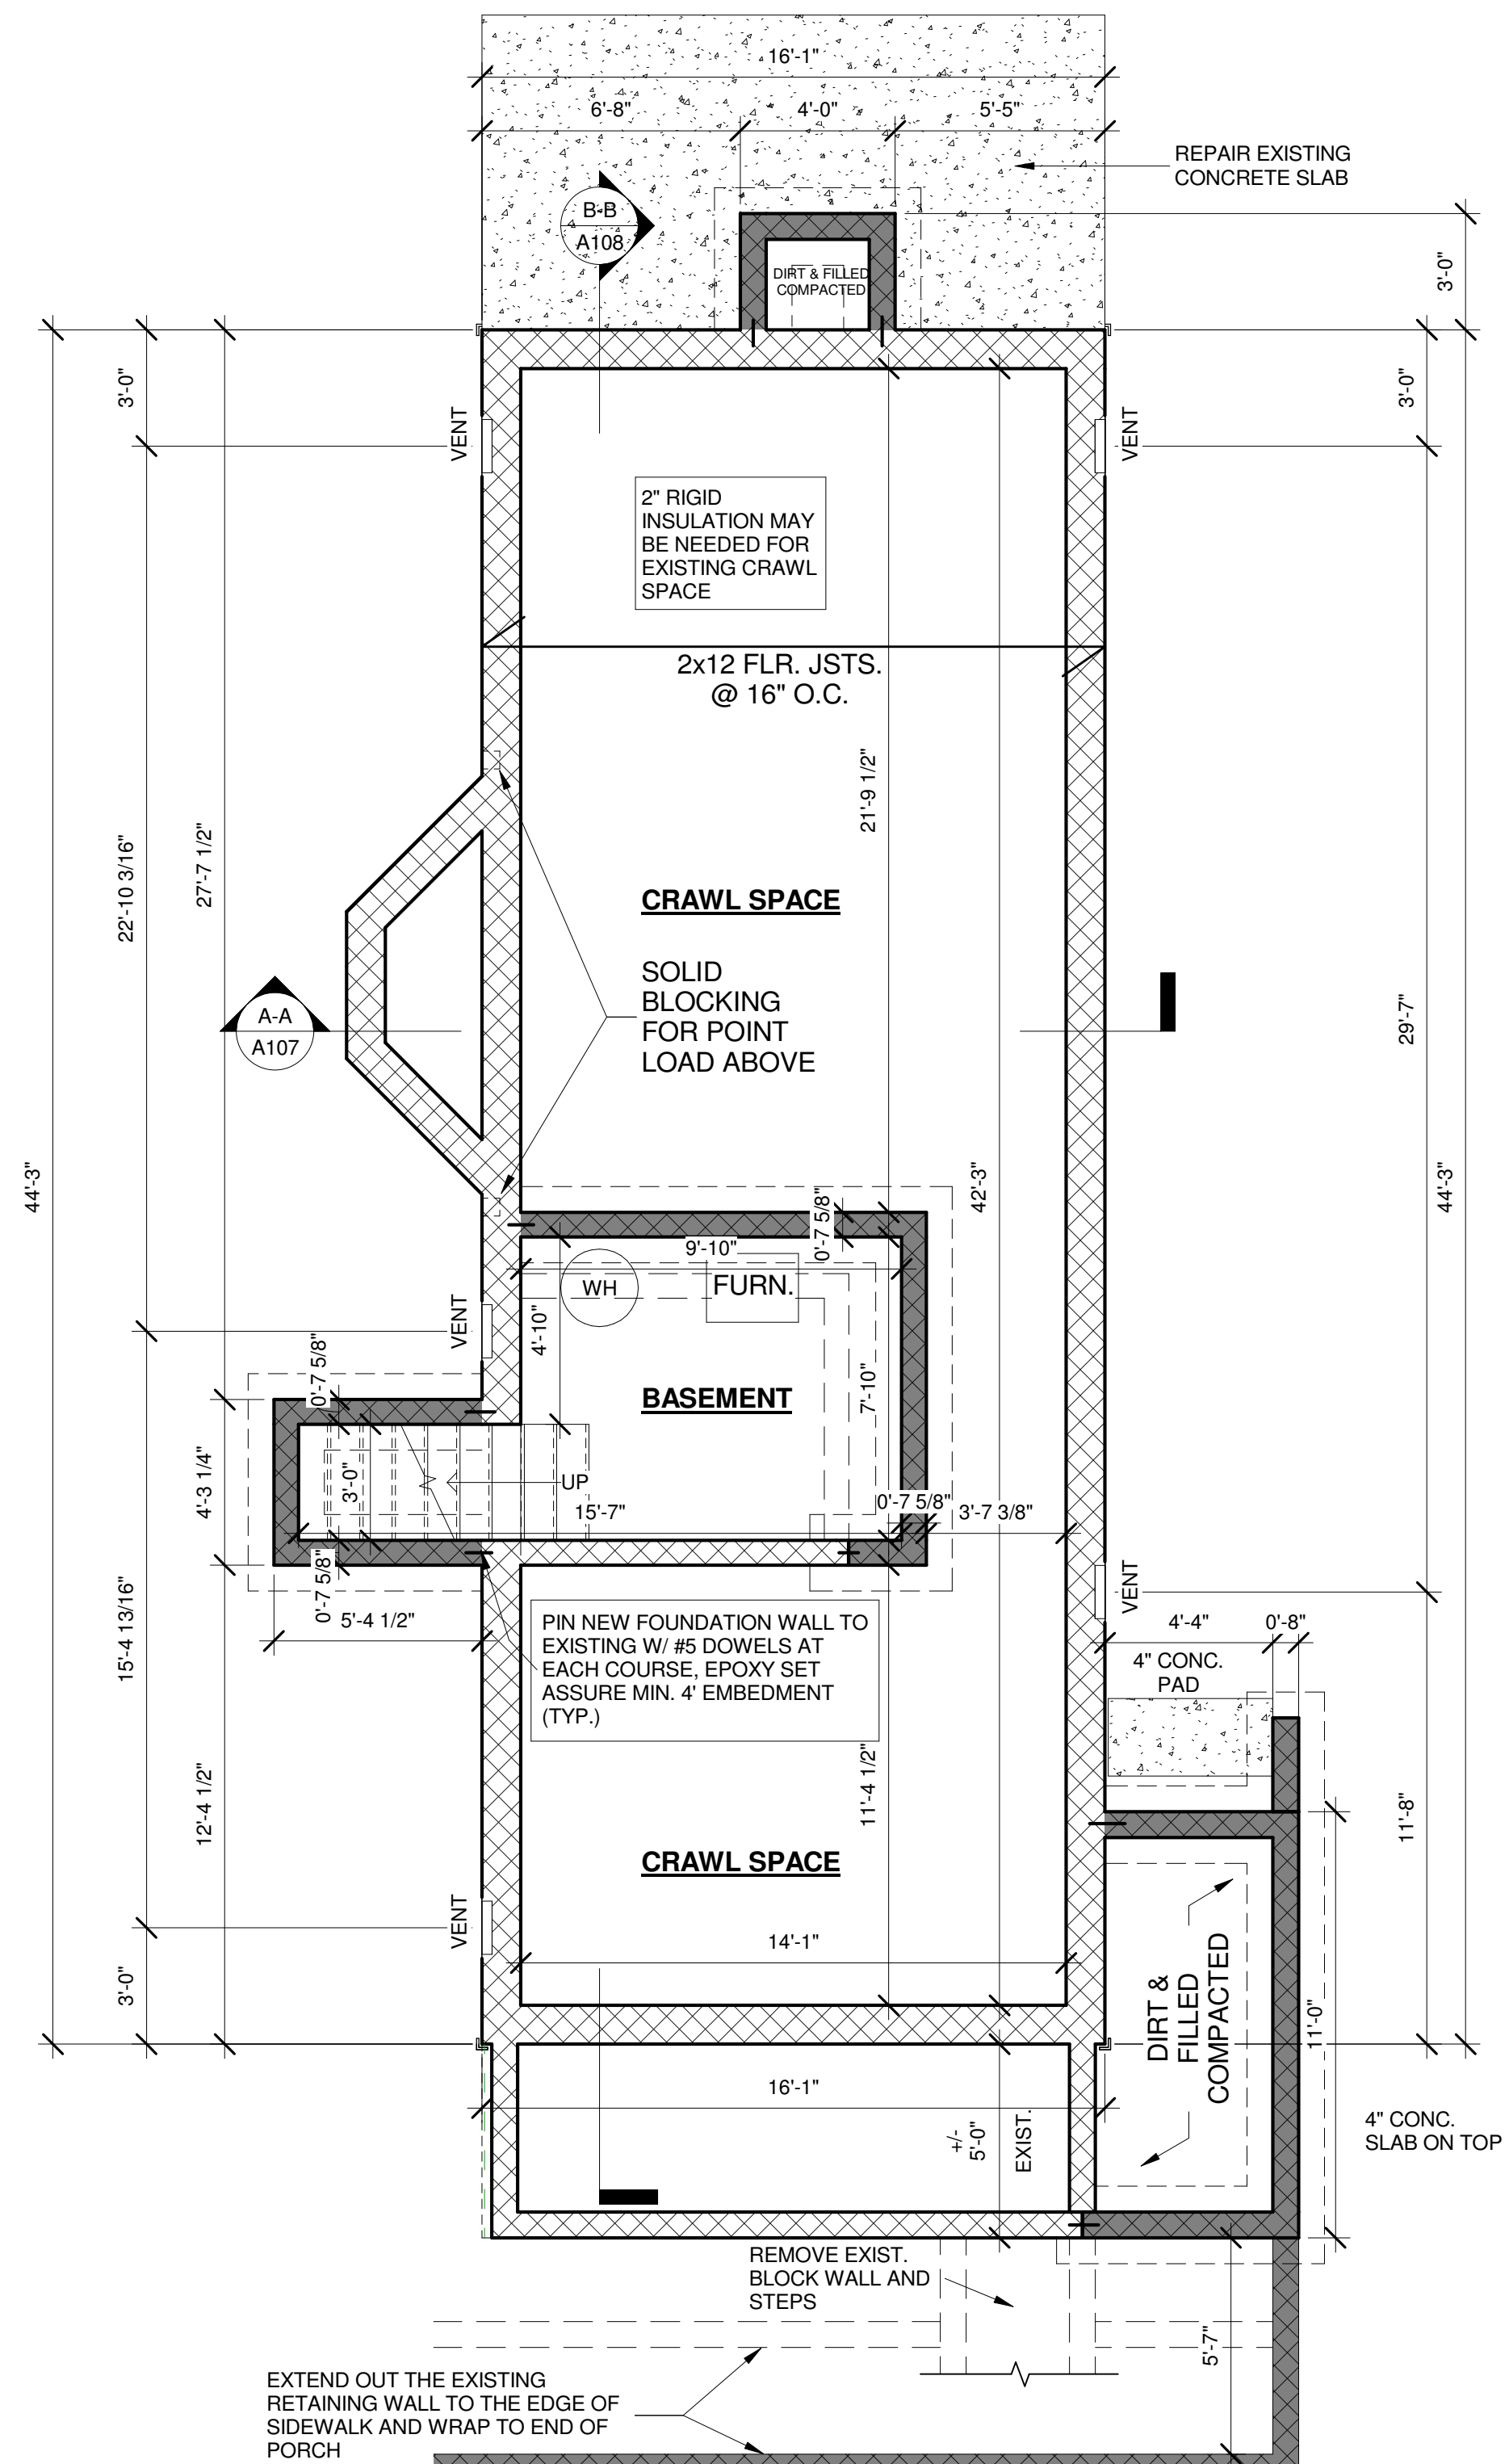 16'-1"
6'-8"
4'-0"
5'-5"
REPAIR EXISTING
CONCRETE SLAB
B-B
A108
DIRT & FILLED
COMPACTED
3'-0"
3'-0"
3'-0"
VENT
VENT
2" RIGID
INSULATION MAY
BE NEEDED FOR
EXISTING CRAWL
SPACE
2x12 FLR. JSTS.
@ 16" O.C.
21'-9 1/2"
22'-10 3/16"
27'-7 1/2"
CRAWL SPACE
SOLID
BLOCKING
FOR POINT
LOAD ABOVE
A-A
A107
29'-7"
44'-3"
42'-3"
44'-3"
0'-7 5/8"
9'-10"
WH
FURN.
VENT
4'-10"
0'-7 5/8"
BASEMENT
7'-10"
4'-3 1/4"
3'-0"
UP
15'-7"
0'-7 5/8"
3'-7 3/8"
0'-7 5/8"
VENT
5'-4 1/2"
15'-4 13/16"
PIN NEW FOUNDATION WALL TO
EXISTING W/ #5 DOWELS AT
EACH COURSE, EPOXY SET
ASSURE MIN. 4' EMBEDMENT
(TYP.)
4'-4"
0'-8"
4" CONC.
PAD
12'-4 1/2"
11'-4 1/2"
11'-8"
CRAWL SPACE
VENT
14'-1"
3'-0"
DIRT &
FILLED
COMPACTED
11'-0"
16'-1"
+/-
5'-0"
EXIST.
4" CONC.
SLAB ON TOP
REMOVE EXIST.
BLOCK WALL AND
STEPS
5'-7"
EXTEND OUT THE EXISTING
RETAINING WALL TO THE EDGE OF
SIDEWALK AND WRAP TO END OF
PORCH